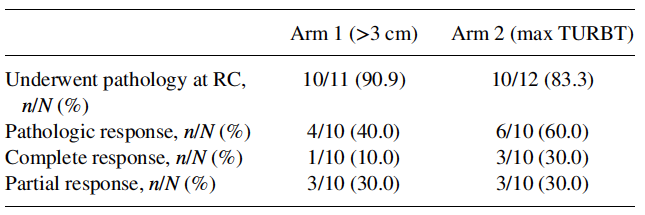 Arm 1 (>3 cm) Arm 2 (max TURBT)
Underwent pathology at RC, 10/11 (90.9) 10/12 (83.3)
n/N (%)
Pathologic response, n/N (%) 4/10 (40.0) 6/10 (60.0)
Complete response, n/N (%) 1/10 (10.0) 3/10 (30.0)
Partial response, n/N (%) 3/10 (30.0) 3/10 (30.0)